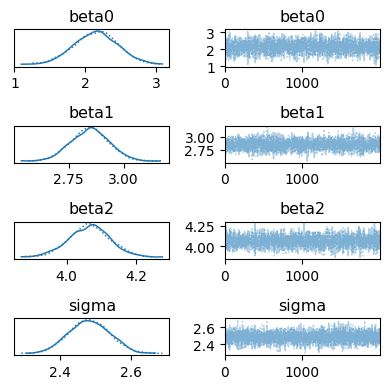 beta0 beta0
3
2
1
1 2 3 0 1000
beta1 beta1
3.00
2.75
2.75 3.00 0 1000
beta2 beta2
4.25
4.00
4.0 4.2 0 1000
sigma sigma
2.6
2.4
2.4 2.6 0 1000